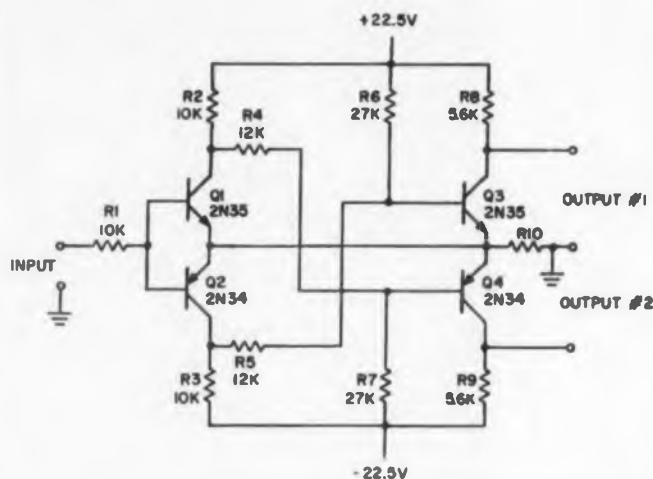 +22.5V
R2
10K
R4
12K
R6
27K
R8
5.6K
Q1
2N35
Q3
2N35
OUTPUT #1
R1
10K
R10
INPUT
Q2
2N34
Q4
2N34
OUTPUT #2
R5
12K
R3
10K
R7
27K
R9
5.6K
-22.5V